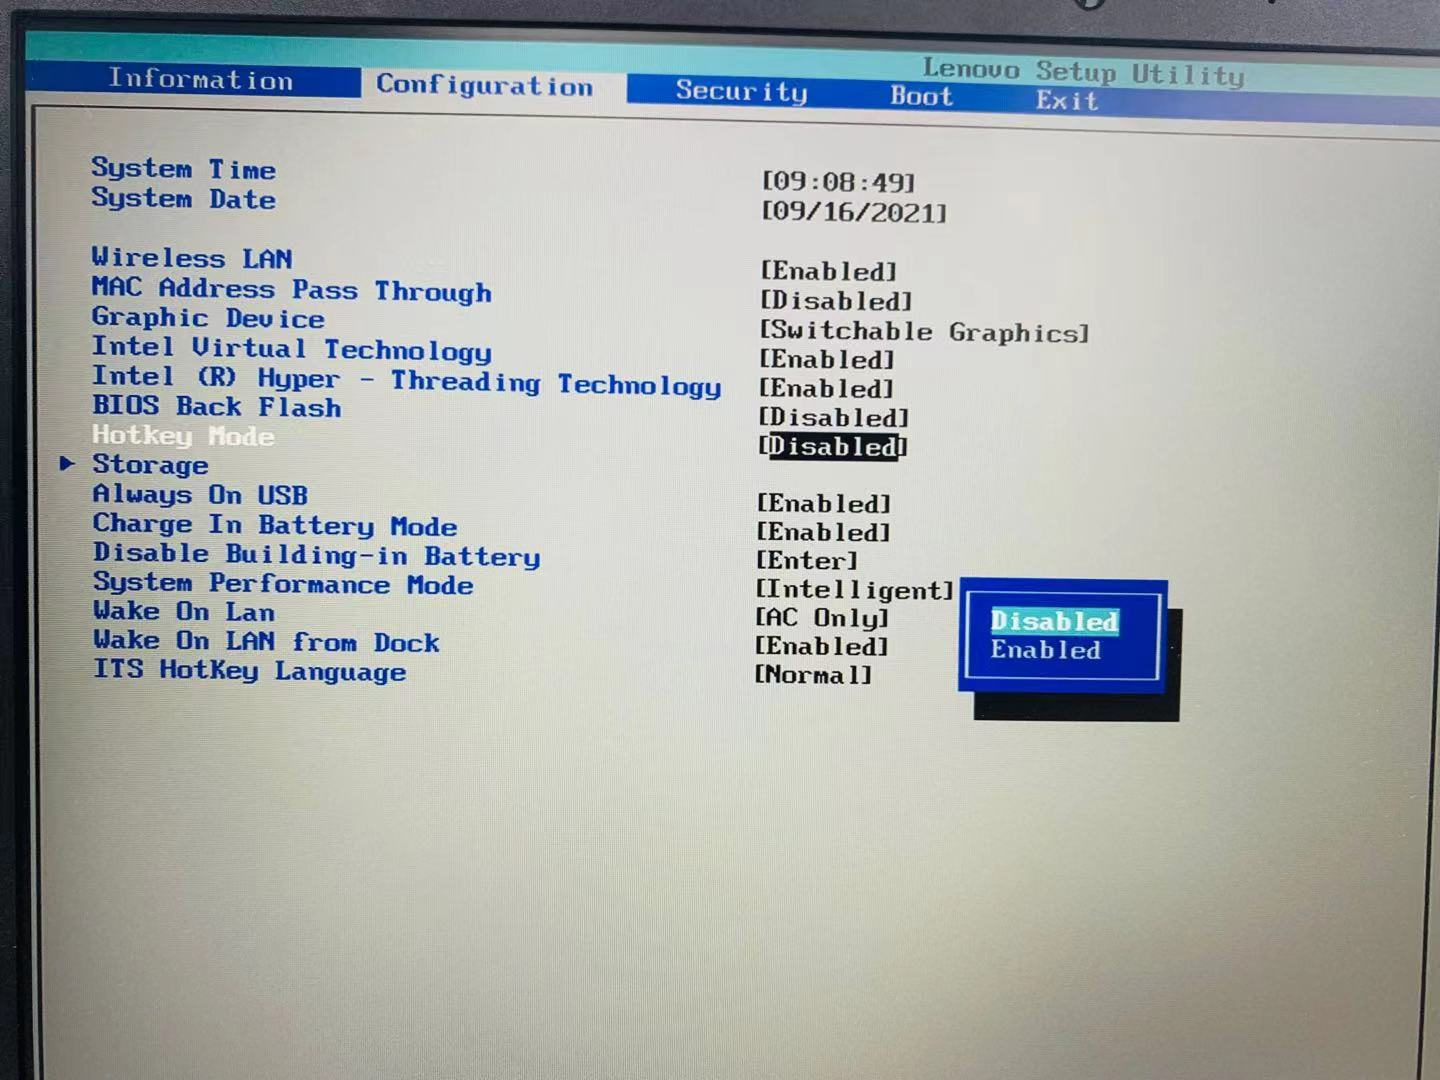 Lenovo Setup Utility
Information Configuration Security Boot Exit
System Time [09:08:49]
System Date [09/16/2021]
Wireless LAN [Enabled]
MAC Address Pass Through [Disabled]
Graphic Device [Switchable Graphics]
Intel Virtual Technology [Enabled]
Intel (R) Hyper - Threading Technology [Enabled]
BIOS Back Flash [Disabled]
Hotkey Mode [Disabled]
Storage
Always On USB [Enabled]
Charge In Battery Mode [Enabled]
Disable Building-in Battery [Enter]
System Performance Mode [Intelligent]
Wake On Lan [AC Only]
Wake On LAN from Dock [Enabled]
ITS HotKey Language [Normal]
Disabled
Enabled